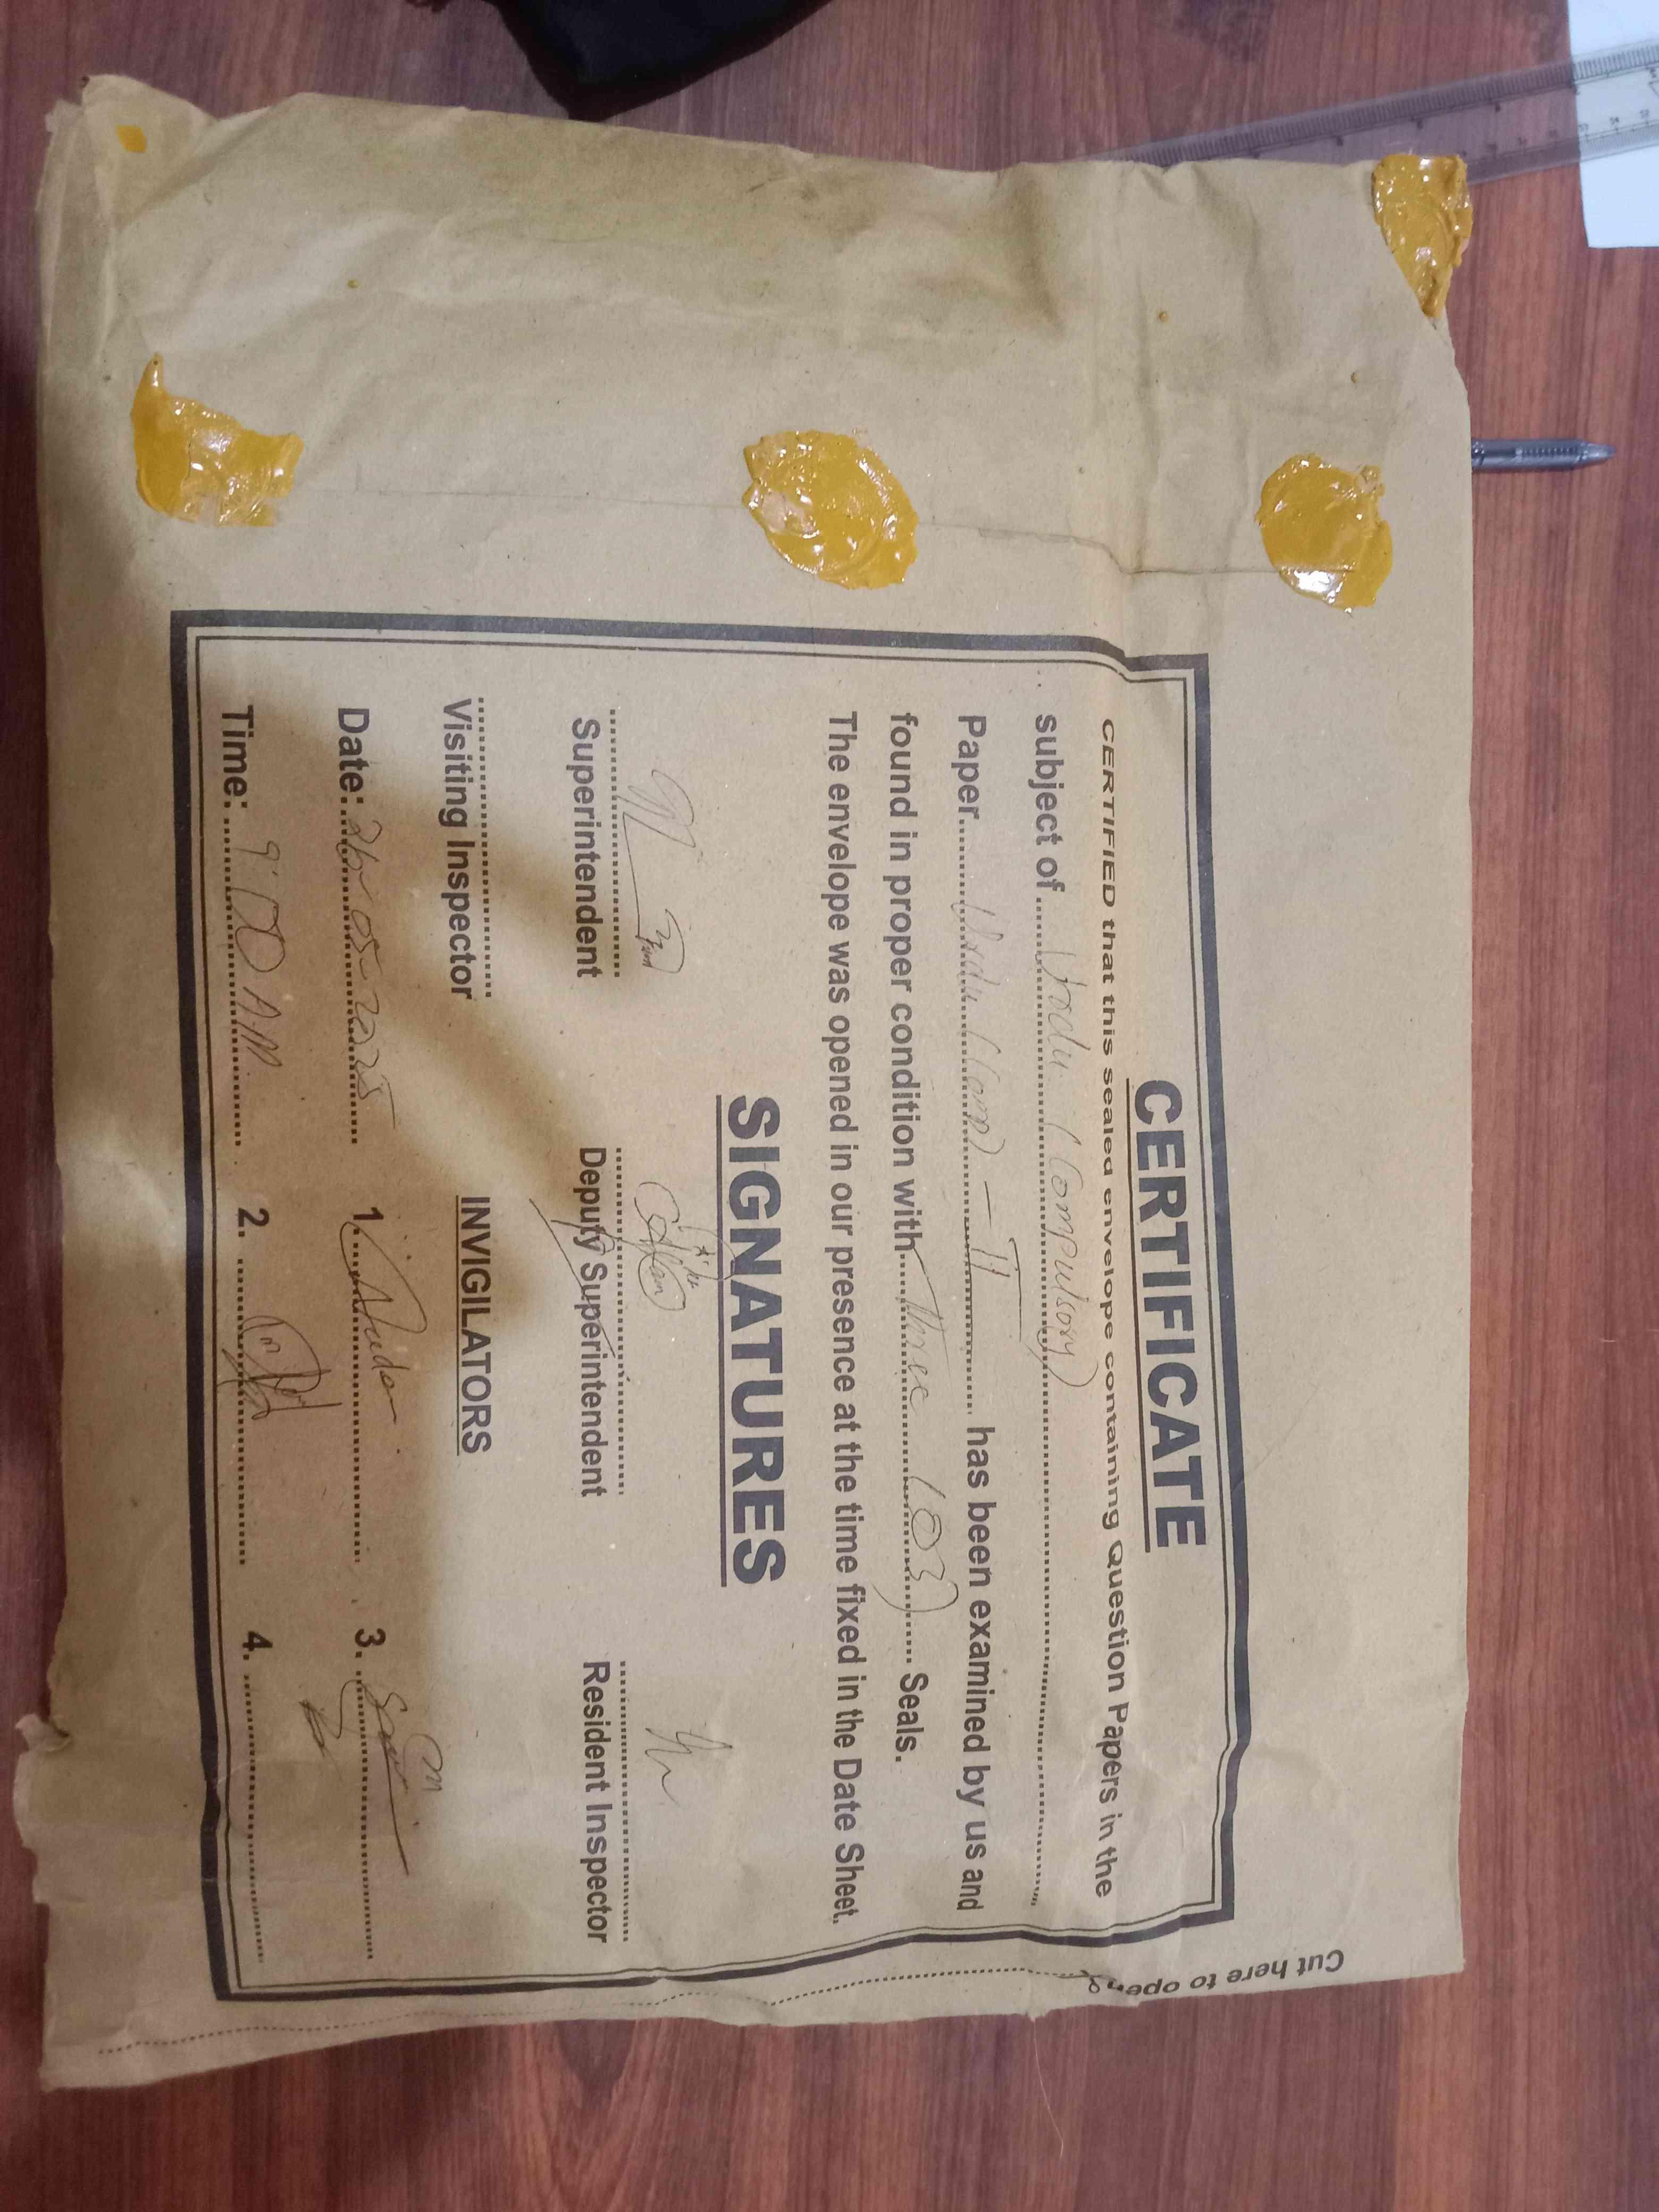 CERTIFICATE
CERTIFIED that this sealed envelope containing Question Papers in the
subject of Urdu (Compulsory)
Paper Urdu (Comp) - II has been examined by us and
found in proper condition with Three (03) Seals.
The envelope was opened in our presence at the time fixed in the Date Sheet.
SIGNATURES
Superintendent Deputy Superintendent Resident Inspector
Visiting Inspector INVIGILATORS
Date: 26-05-2025 1. 3.
Time: 9:00 AM. 2. 4.
Cut here to open